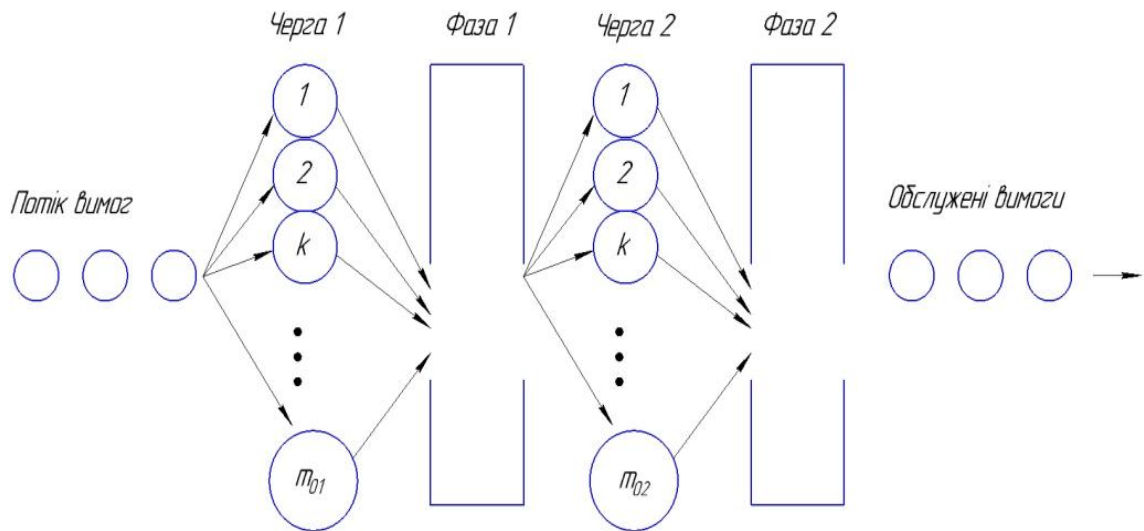 Черга 1 Фаза 1 Черга 2 Фаза 2
1 1
2 2
Потік вимог Обслужені вимоги
k k
m01 m02